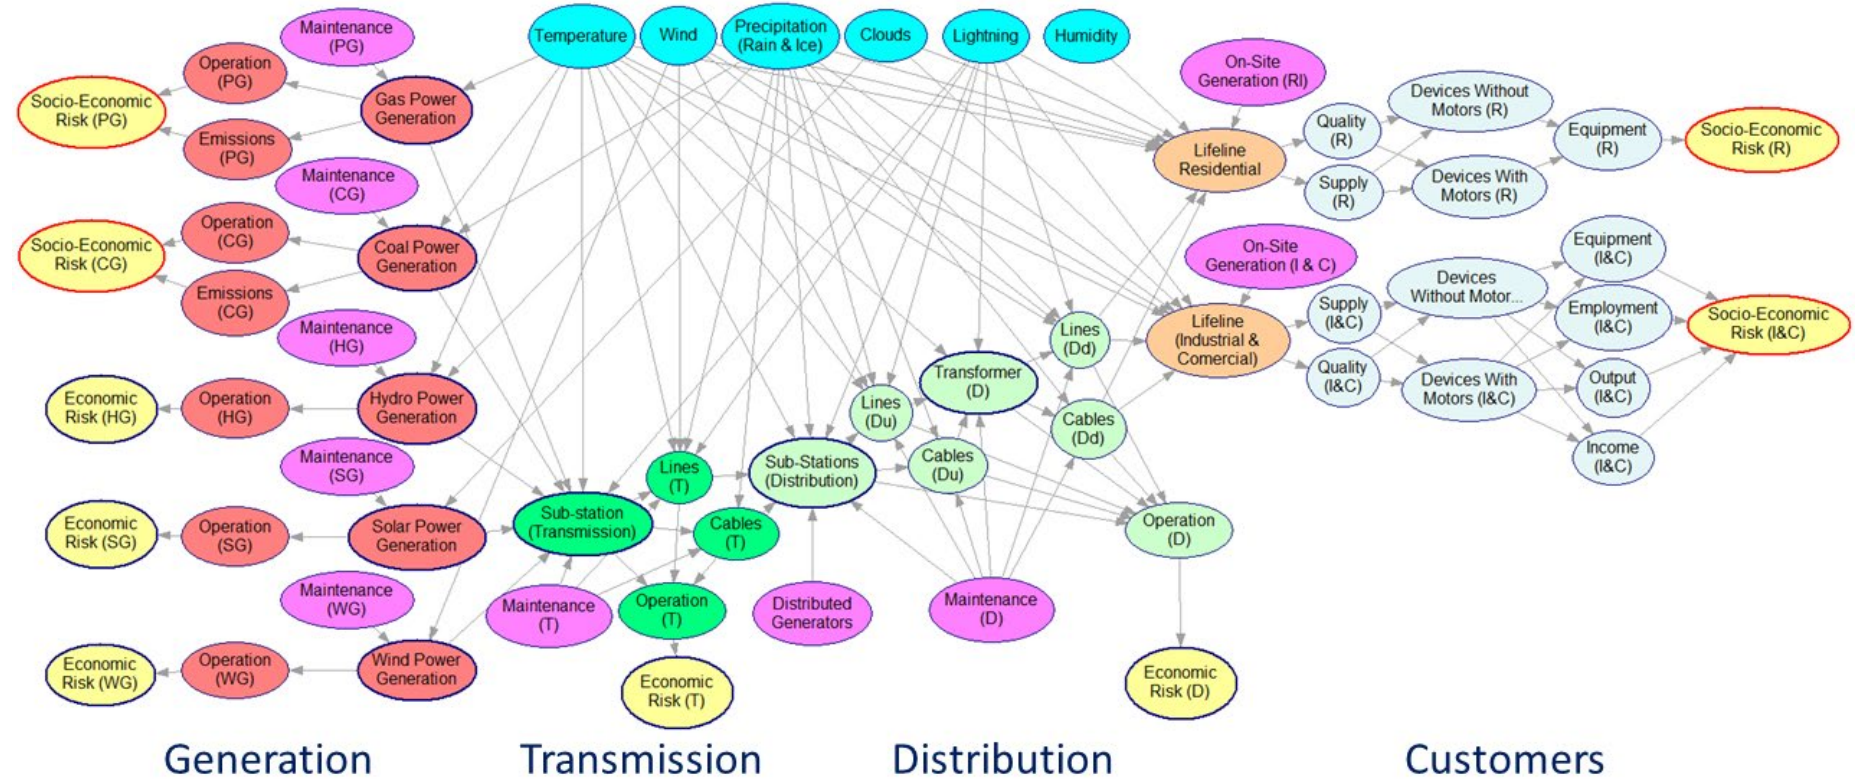 Maintenance
(PG)
Operation
(PG)
Socio-Economic
Risk (PG)
Gas Power
Generation
Emissions
(PG)
Maintenance
(CG)
Operation
(CG)
Socio-Economic
Risk (CG)
Coal Power
Generation
Emissions
(CG)
Maintenance
(HG)
Economic
Risk (HG)
Operation
(HG)
Hydro Power
Generation
Maintenance
(SG)
Economic
Risk (SG)
Operation
(SG)
Solar Power
Generation
Maintenance
(WG)
Economic
Risk (WG)
Operation
(WG)
Wind Power
Generation
Temperature
Wind
Precipitation
(Rain & Ice)
Clouds
Lightning
Humidity
Lines
(T)
Sub-station
(Transmission)
Cables
(T)
Maintenance
(T)
Operation
(T)
Economic
Risk (T)
Sub-Stations
(Distribution)
Distributed
Generators
Lines
(Du)
Cables
(Du)
Transformer
(D)
Lines
(Dd)
Cables
(Dd)
Maintenance
(D)
Operation
(D)
Economic
Risk (D)
On-Site
Generation (RI)
Lifeline
Residential
Quality
(R)
Supply
(R)
Devices Without
Motors (R)
Devices With
Motors (R)
Equipment
(R)
Socio-Economic
Risk (R)
On-Site
Generation (I & C)
Lifeline
(Industrial &
Comercial)
Supply
(I&C)
Quality
(I&C)
Devices
Without Motor...
Devices With
Motors (I&C)
Equipment
(I&C)
Employment
(I&C)
Output
(I&C)
Income
(I&C)
Socio-Economic
Risk (I&C)
Generation
Transmission
Distribution
Customers